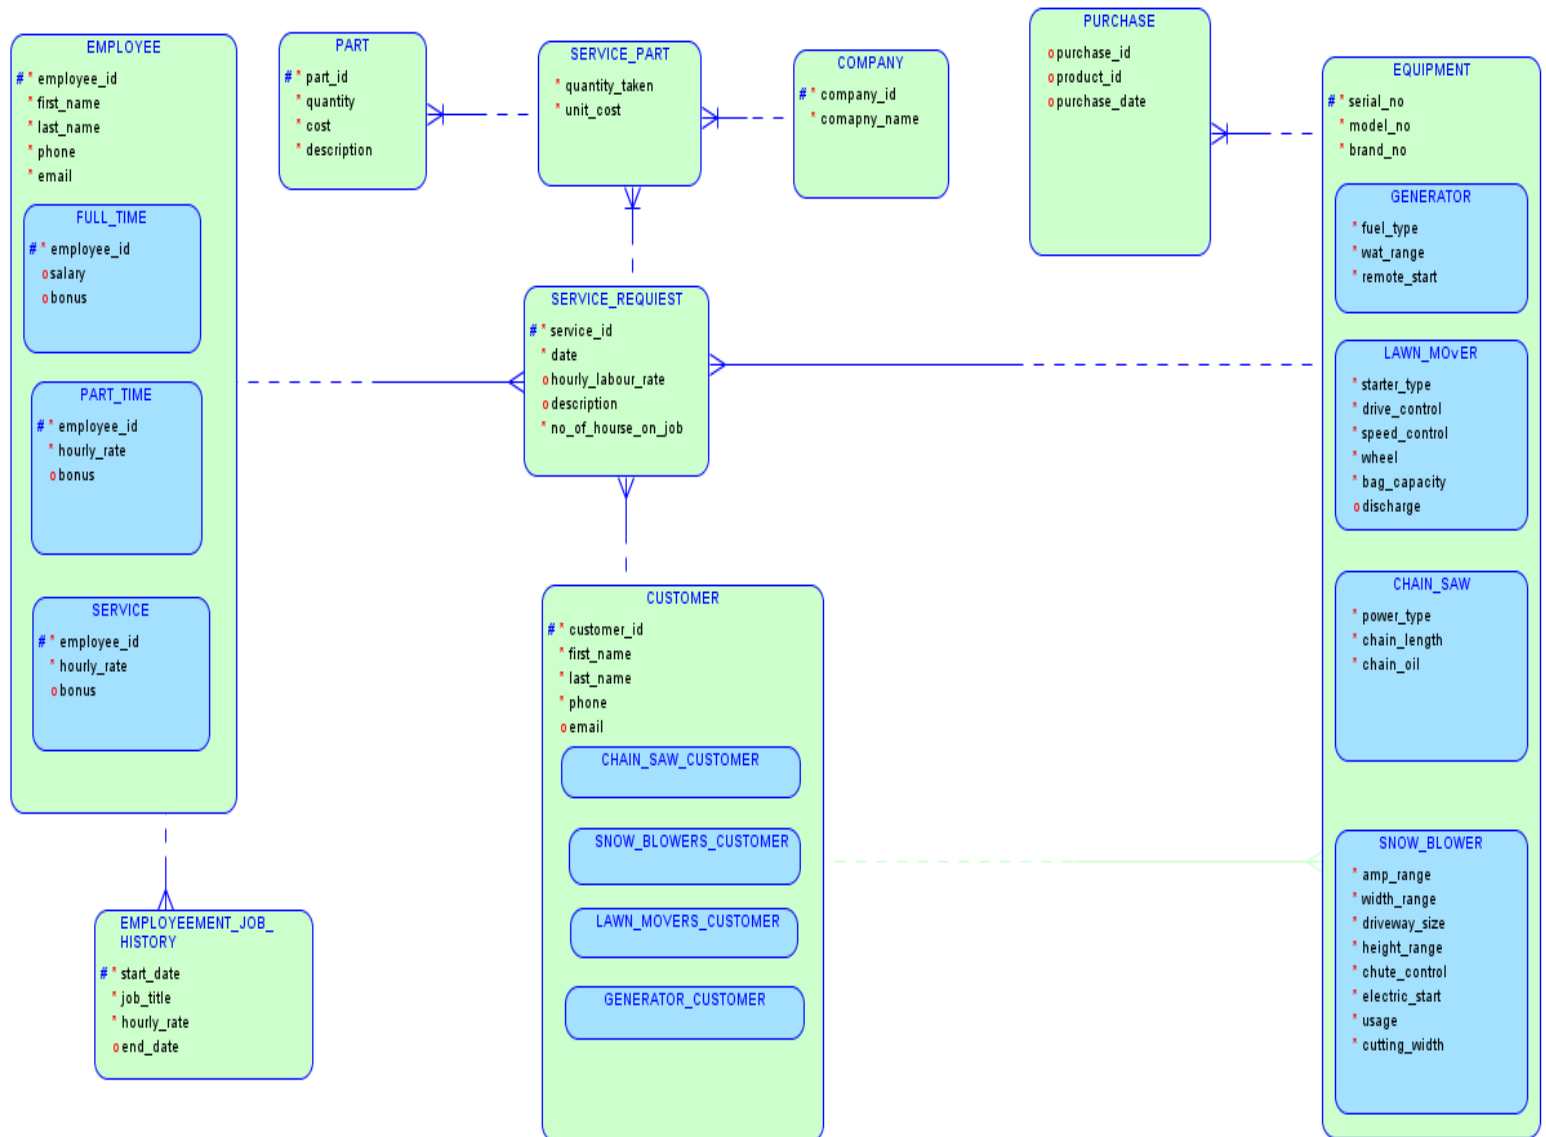 EMPLOYEE
# * employee_id
* first_name
* last_name
* phone
* email
FULL_TIME
# * employee_id
o salary
o bonus
PART_TIME
# * employee_id
* hourly_rate
o bonus
SERVICE
# * employee_id
* hourly_rate
o bonus
EMPLOYEEMENT_JOB_
HISTORY
# * start_date
* job_title
* hourly_rate
o end_date
PART
# * part_id
* quantity
* cost
* description
SERVICE_PART
* quantity_taken
* unit_cost
COMPANY
# * company_id
* comapny_name
SERVICE_REQUIEST
# * service_id
* date
o hourly_labour_rate
o description
* no_of_hourse_on_job
CUSTOMER
# * customer_id
* first_name
* last_name
* phone
o email
CHAIN_SAW_CUSTOMER
SNOW_BLOWERS_CUSTOMER
LAWN_MOVERS_CUSTOMER
GENERATOR_CUSTOMER
PURCHASE
o purchase_id
o product_id
o purchase_date
EQUIPMENT
# * serial_no
* model_no
* brand_no
GENERATOR
* fuel_type
* wat_range
* remote_start
LAWN_MOvER
* starter_type
* drive_control
* speed_control
* wheel
* bag_capacity
o discharge
CHAIN_SAW
* power_type
* chain_length
* chain_oil
SNOW_BLOWER
* amp_range
* width_range
* driveway_size
* height_range
* chute_control
* electric_start
* usage
* cutting_width